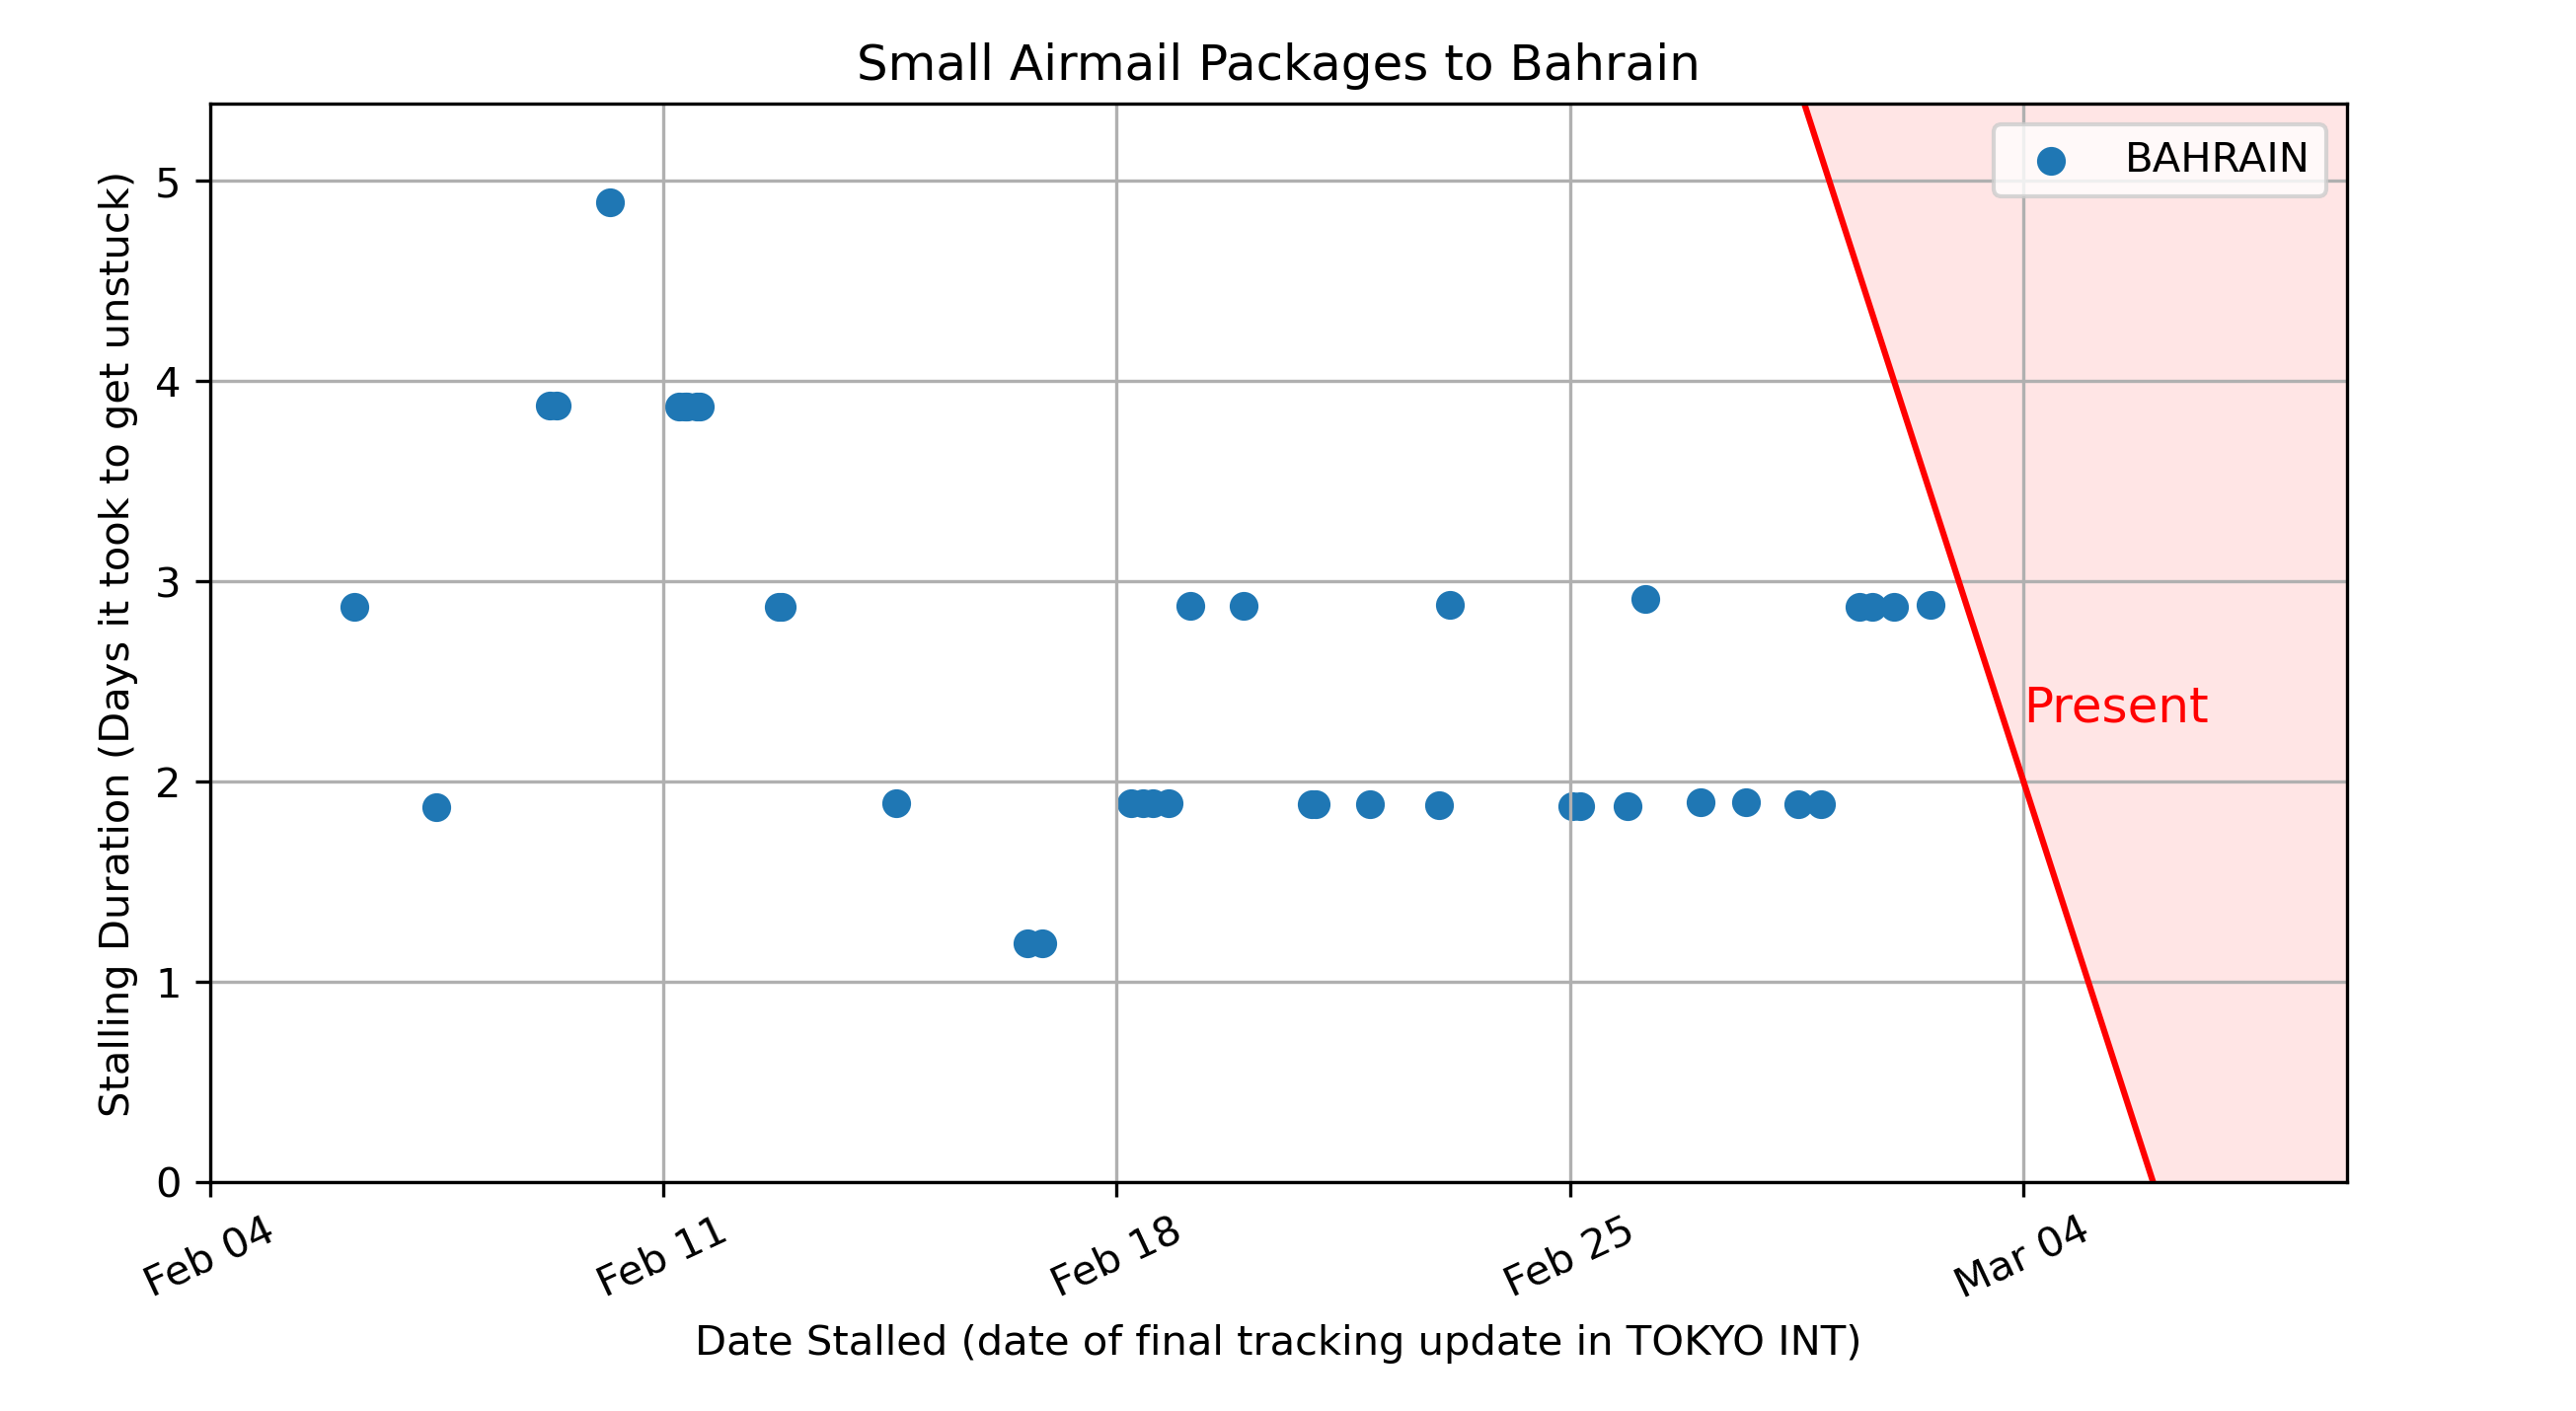 Small Airmail Packages to Bahrain
BAHRAIN
Stalling Duration (Days it took to get unstuck)
5
4
3
2
1
0
Present
Feb 04
Feb 11
Feb 18
Feb 25
Mar 04
Date Stalled (date of final tracking update in TOKYO INT)